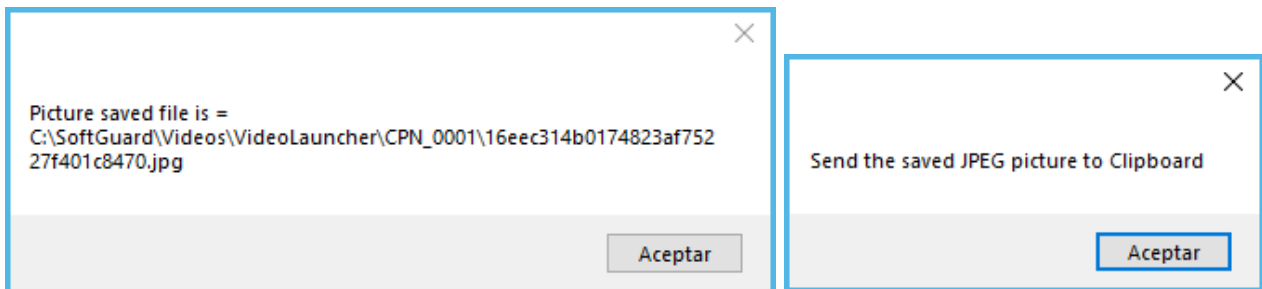 Picture saved file is =
C:\SoftGuard\Videos\VideoLauncher\CPN_0001\16eec314b0174823af752
27f401c8470.jpg
Aceptar
Send the saved JPEG picture to Clipboard
Aceptar